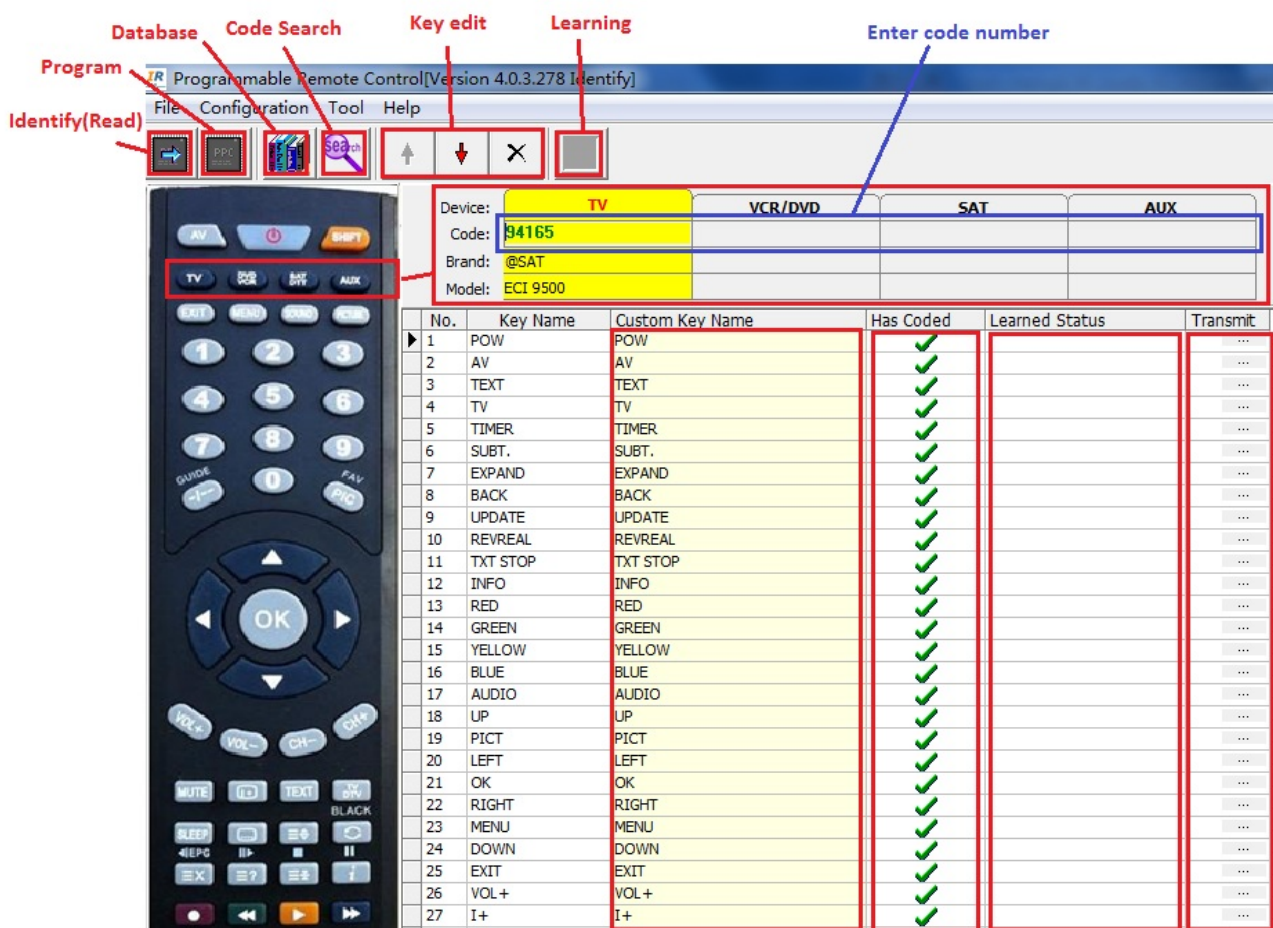 Key edit
Learning
Database
Code Search
Enter code number
Program
Identify(Read)
IR Programmable Remote Control[Version 4.0.3.278 Identify]
File Configuration Tool Help
PPC
search
Device: TV VCR/DVD SAT AUX
Code: 94165
Brand: @SAT
Model: ECI 9500
No. Key Name Custom Key Name Has Coded Learned Status Transmit
1 POW POW ...
2 AV AV ...
3 TEXT TEXT ...
4 TV TV ...
5 TIMER TIMER ...
6 SUBT. SUBT. ...
7 EXPAND EXPAND ...
8 BACK BACK ...
9 UPDATE UPDATE ...
10 REVREAL REVREAL ...
11 TXT STOP TXT STOP ...
12 INFO INFO ...
13 RED RED ...
14 GREEN GREEN ...
15 YELLOW YELLOW ...
16 BLUE BLUE ...
17 AUDIO AUDIO ...
18 UP UP ...
19 PICT PICT ...
20 LEFT LEFT ...
21 OK OK ...
22 RIGHT RIGHT ...
23 MENU MENU ...
24 DOWN DOWN ...
25 EXIT EXIT ...
26 VOL+ VOL+ ...
27 I+ I+ ...
AV SHIFT
TV DVD SAT AUX
VCR DTT
EXIT MENU SOUND PICTURE
1 2 3
4 5 6
7 8 9
GUIDE FAV
-/-- 0 PIC
OK
VOL+ CH+
VOL- CH-
MUTE TEXT TV
DTV
BLACK
SLEEP
EPG